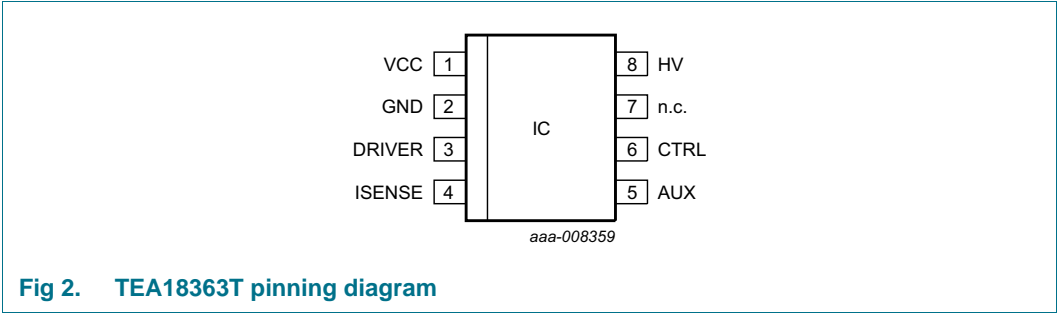 VCC 1 8 HV
GND 2 7 n.c.
IC
DRIVER 3 6 CTRL
ISENSE 4 5 AUX
aaa-008359
Fig 2. TEA18363T pinning diagram